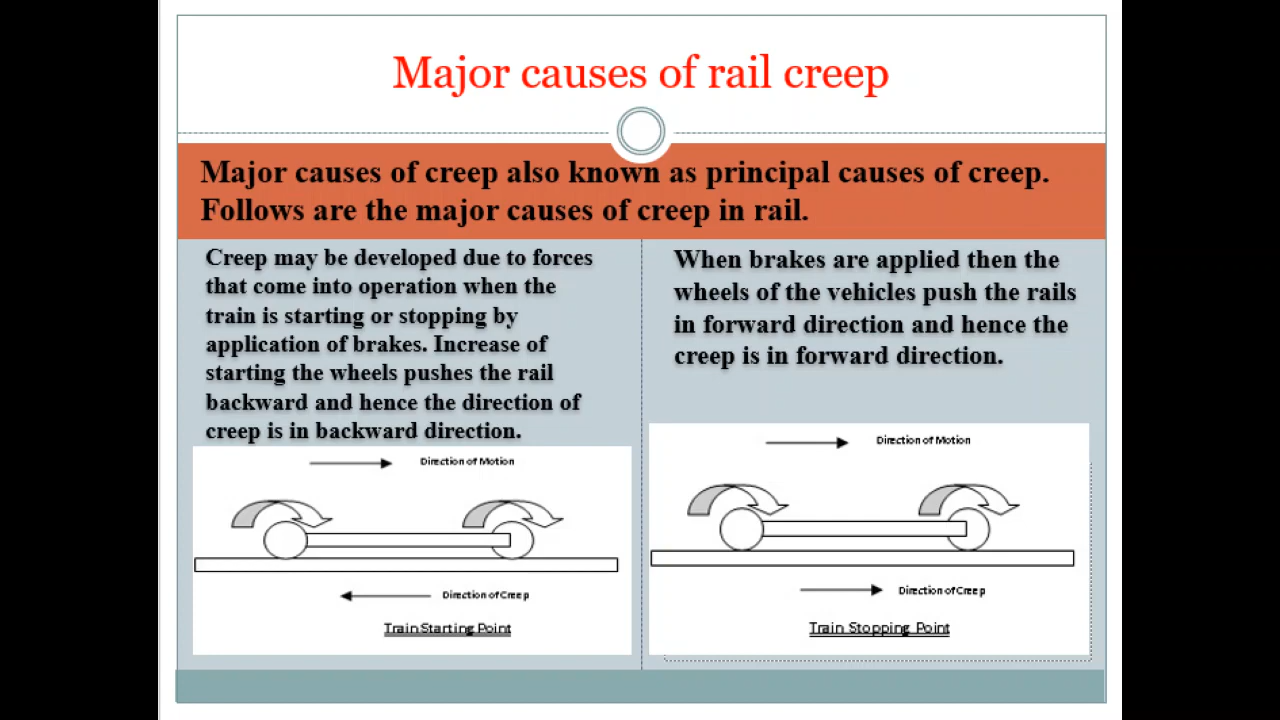 Major causes of rail creep
Major causes of creep also known as principal causes of creep.
Follows are the major causes of creep in rail.
Creep may be developed due to forces
that come into operation when the
train is starting or stopping by
application of brakes. Increase of
starting the wheels pushes the rail
backward and hence the direction of
creep is in backward direction.
Direction of Motion
Direction of Creep
Train Starting Point
When brakes are applied then the
wheels of the vehicles push the rails
in forward direction and hence the
creep is in forward direction.
Direction of Motion
Direction of Creep
Train Stopping Point